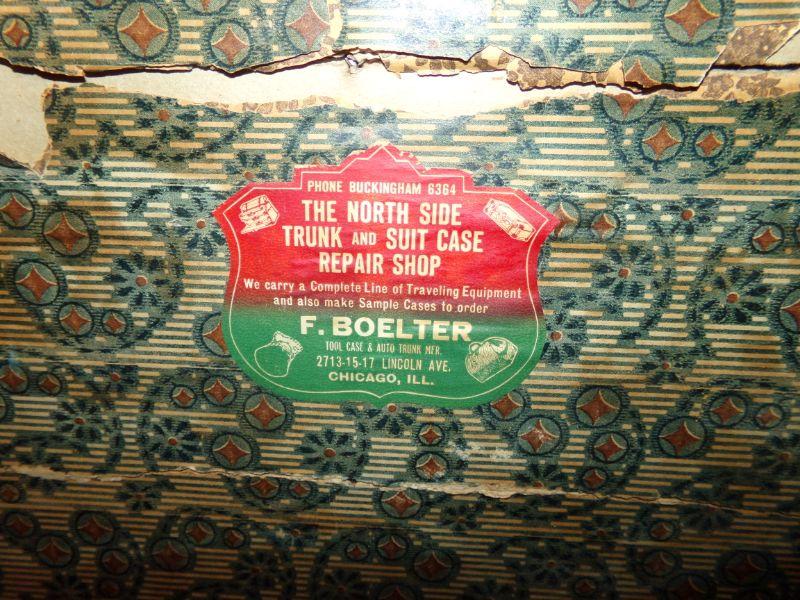 PHONE BUCKINGHAM 6364
THE NORTH SIDE
TRUNK AND SUIT CASE
REPAIR SHOP
We carry a Complete Line of Traveling Equipment
and also make Sample Cases to order
F. BOELTER
TOOL CASE & AUTO TRUNK MFR.
2713-15-17 LINCOLN AVE.
CHICAGO, ILL.